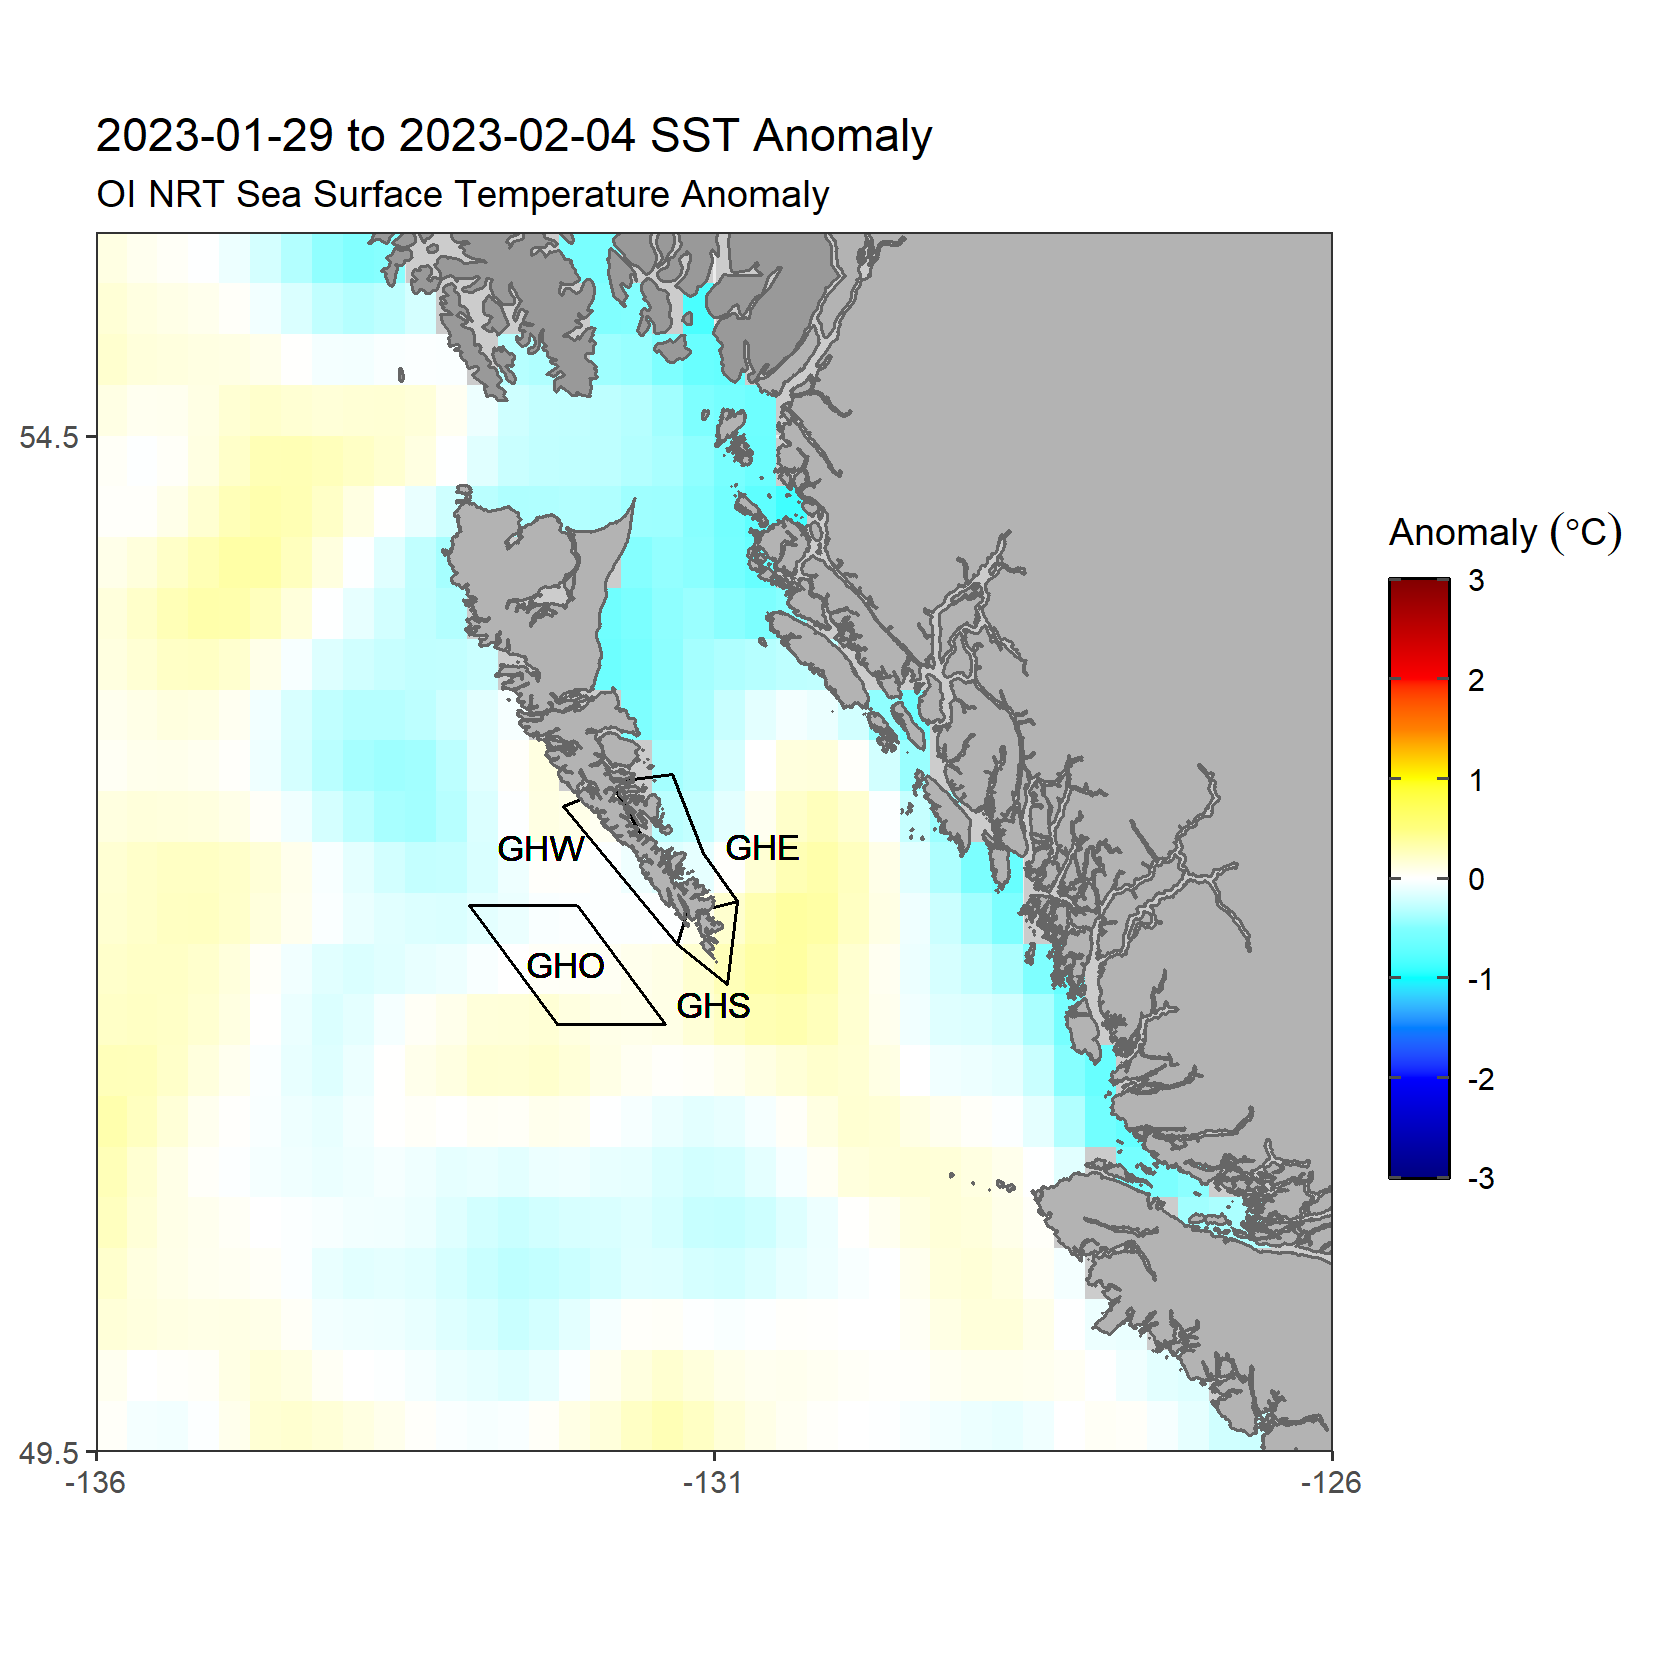 2023-01-29 to 2023-02-04 SST Anomaly
OI NRT Sea Surface Temperature Anomaly
54.5
49.5
-136
-131
-126
GHW
GHE
GHO
GHS
Anomaly (°C)
3
2
1
0
-1
-2
-3